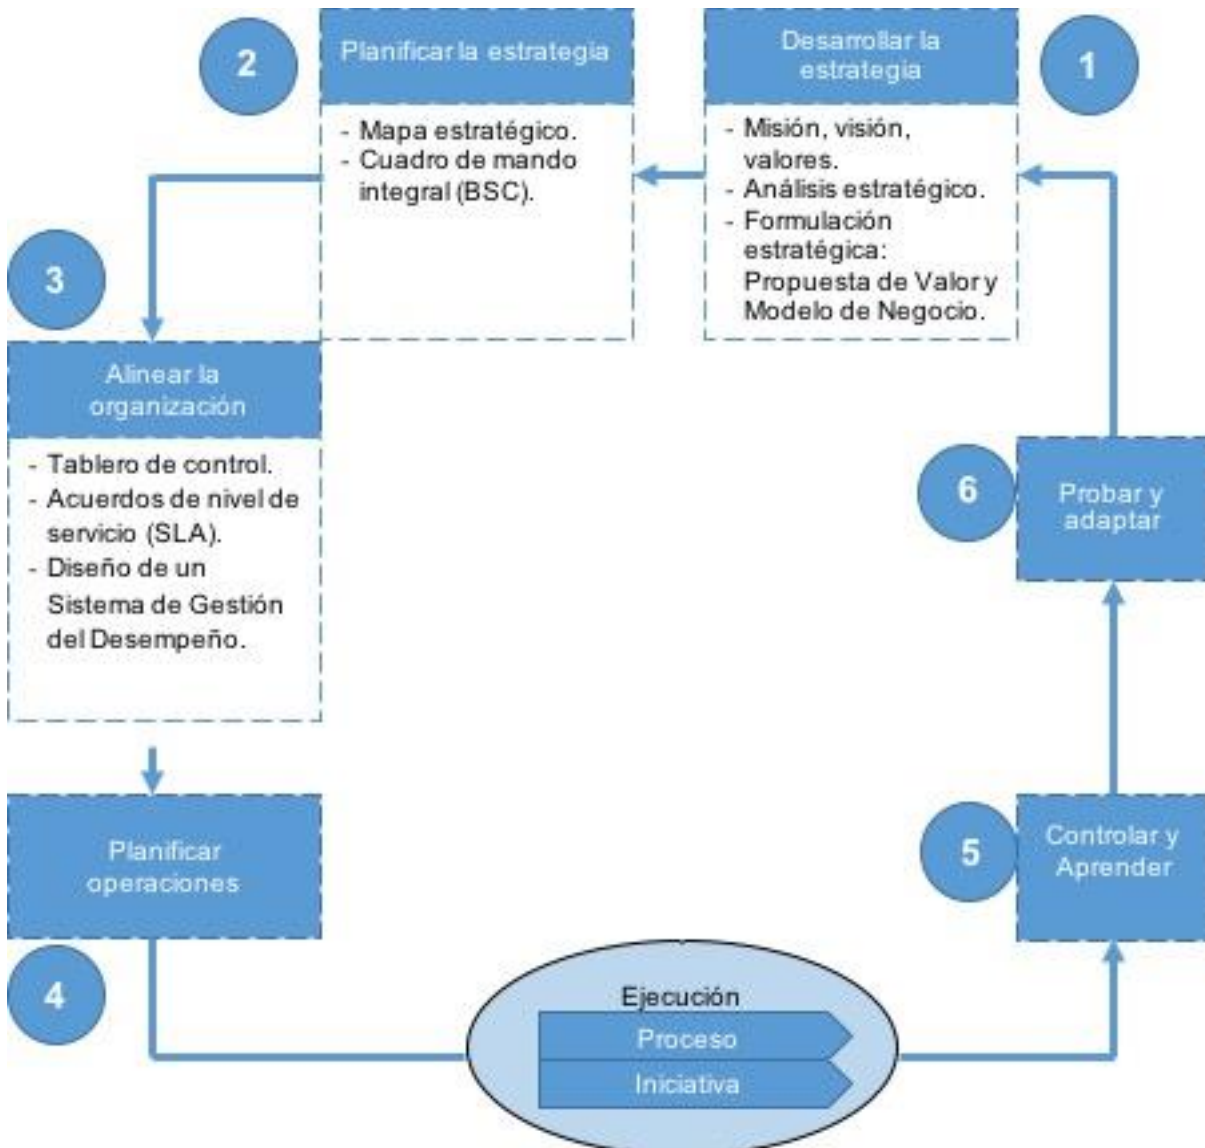 1
Desarrollar la
estrategia
- Misión, visión,
valores.
- Análisis estratégico.
- Formulación
estratégica:
Propuesta de Valor y
Modelo de Negocio.
2
Planificar la estrategia
- Mapa estratégico.
- Cuadro de mando
integral (BSC).
3
Alinear la
organización
- Tablero de control.
- Acuerdos de nivel de
servicio (SLA).
- Diseño de un
Sistema de Gestión
del Desempeño.
Planificar
operaciones
4
Ejecución
Proceso
Iniciativa
5
Controlar y
Aprender
6
Probar y
adaptar